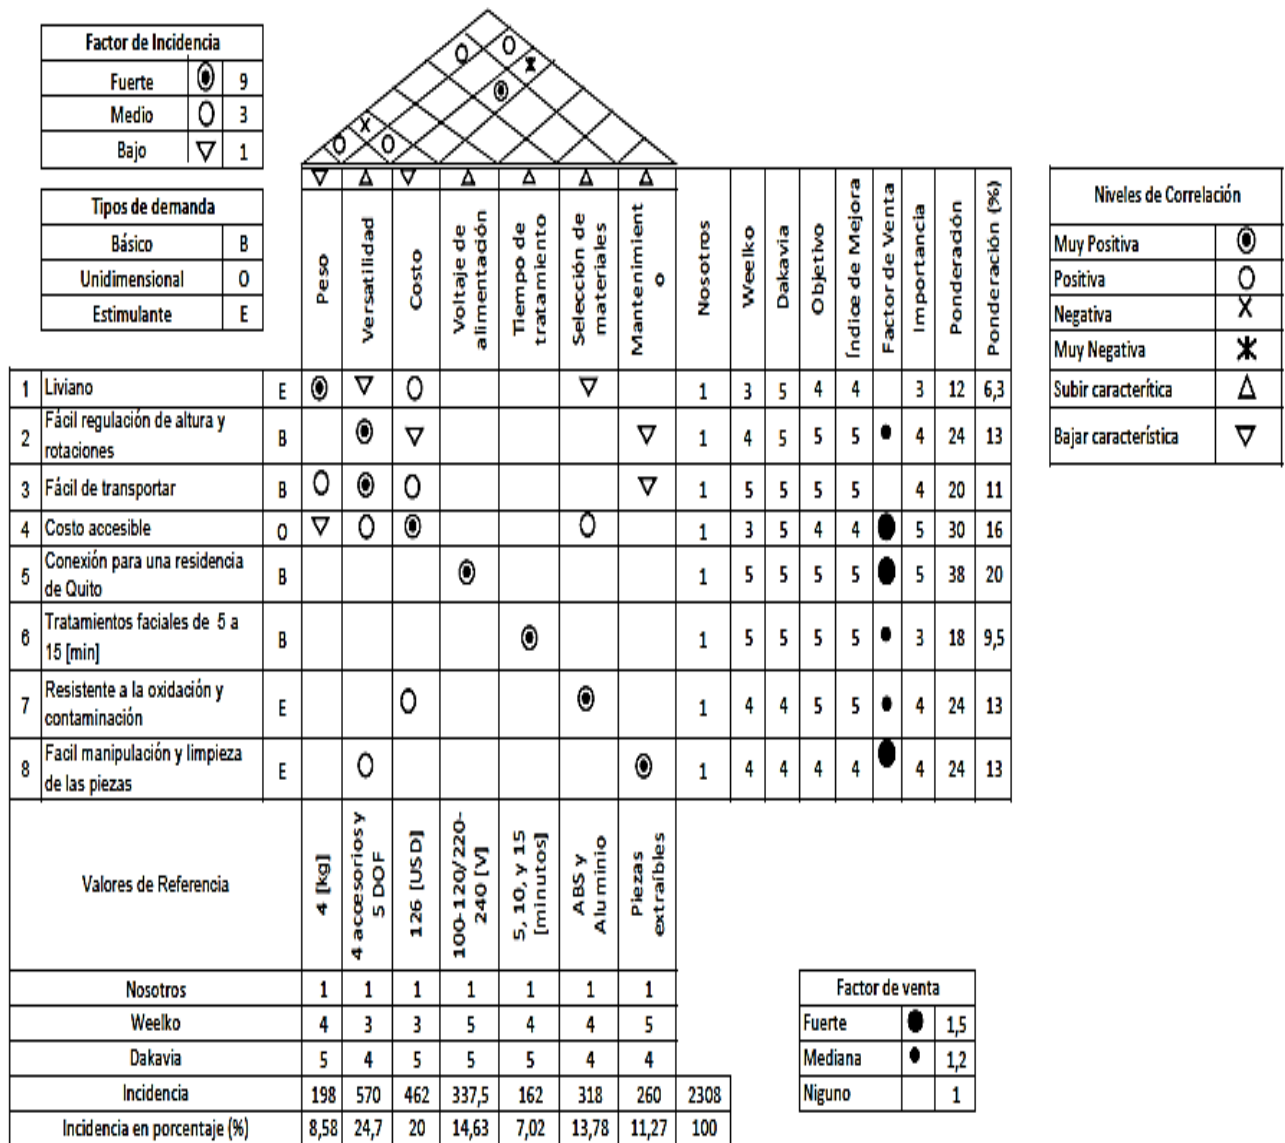 Factor de Incidencia
Fuerte 9
Medio 3
Bajo 1
Tipos de demanda
Básico B
Unidimensional O
Estimulante E
Niveles de Correlación
Muy Positiva
Positiva
Negativa X
Muy Negativa
Subir caracterítica
Bajar característica
Peso
Versatilidad
Costo
Voltaje de
alimentación
Tiempo de
tratamiento
Selección de
materiales
Mantenimient
o
Nosotros
Weelko
Dakavia
Objetivo
Índice de Mejora
Factor de Venta
Importancia
Ponderación
Ponderación (%)
1 Liviano E 1 3 5 4 4 3 12 6,3
2 Fácil regulación de altura y
rotaciones B 1 4 5 5 5 4 24 13
3 Fácil de transportar B 1 5 5 5 5 4 20 11
4 Costo accesible O 1 3 5 4 4 5 30 16
5 Conexión para una residencia
de Quito B 1 5 5 5 5 5 38 20
6 Tratamientos faciales de 5 a
15 [min] B 1 5 5 5 5 3 18 9,5
7 Resistente a la oxidación y
contaminación E 1 4 4 5 5 4 24 13
8 Facil manipulación y limpieza
de las piezas E 1 4 4 4 4 4 24 13
Valores de Referencia
4 [kg]
4 accesorios y
5 DOF
126 [USD]
100-120/220-
240 [V]
5, 10, y 15
[minutos]
ABS y
Aluminio
Piezas
extraíbles
Nosotros 1 1 1 1 1 1 1
Weelko 4 3 3 5 4 4 5
Dakavia 5 4 5 5 5 4 4
Incidencia 198 570 462 337,5 162 318 260 2308
Incidencia en porcentaje (%) 8,58 24,7 20 14,63 7,02 13,78 11,27 100
Factor de venta
Fuerte 1,5
Mediana 1,2
Niguno 1